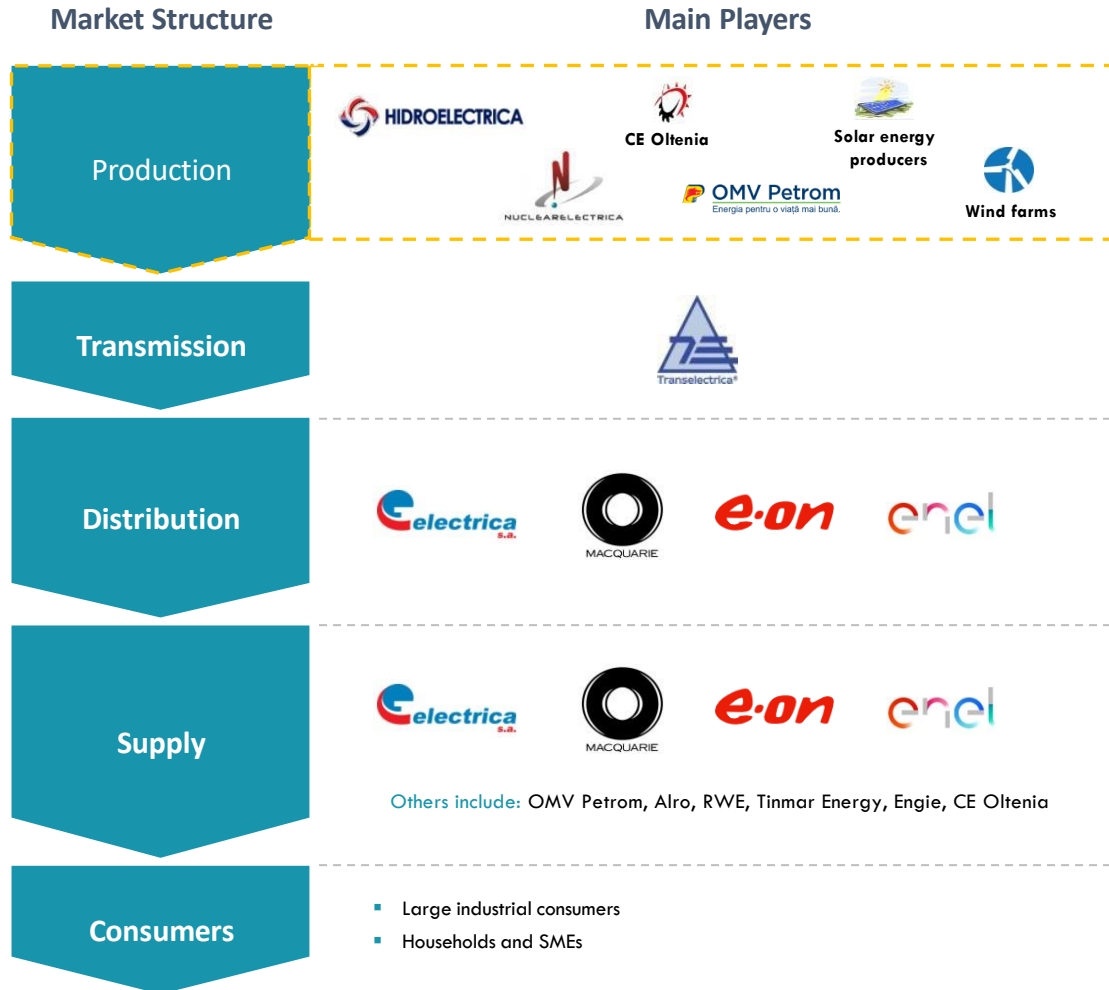 Market Structure
Main Players
Production
HIDROELECTRICA
CE Oltenia
Solar energy
producers
NUCLEARELECTRICA
OMV Petrom
Energia pentru o viață mai bună.
Wind farms
Transmission
Transelectrica®
Distribution
electrica
s.a.
MACQUARIE
e·on
enel
Supply
electrica
s.a.
MACQUARIE
e·on
enel
Others include: OMV Petrom, Alro, RWE, Tinmar Energy, Engie, CE Oltenia
Consumers
▪ Large industrial consumers
▪ Households and SMEs